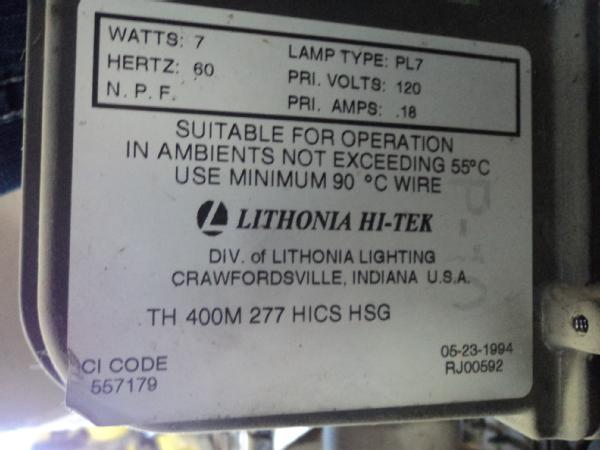 WATTS: 7
HERTZ: 60
N. P. F.
LAMP TYPE: PL7
PRI. VOLTS: 120
PRI. AMPS: .18
SUITABLE FOR OPERATION
IN AMBIENTS NOT EXCEEDING 55°C
USE MINIMUM 90 °C WIRE
LITHONIA HI-TEK
DIV. of LITHONIA LIGHTING
CRAWFORDSVILLE, INDIANA U.S.A.
TH 400M 277 HICS HSG
CI CODE
557179
05-23-1994
RJ00592